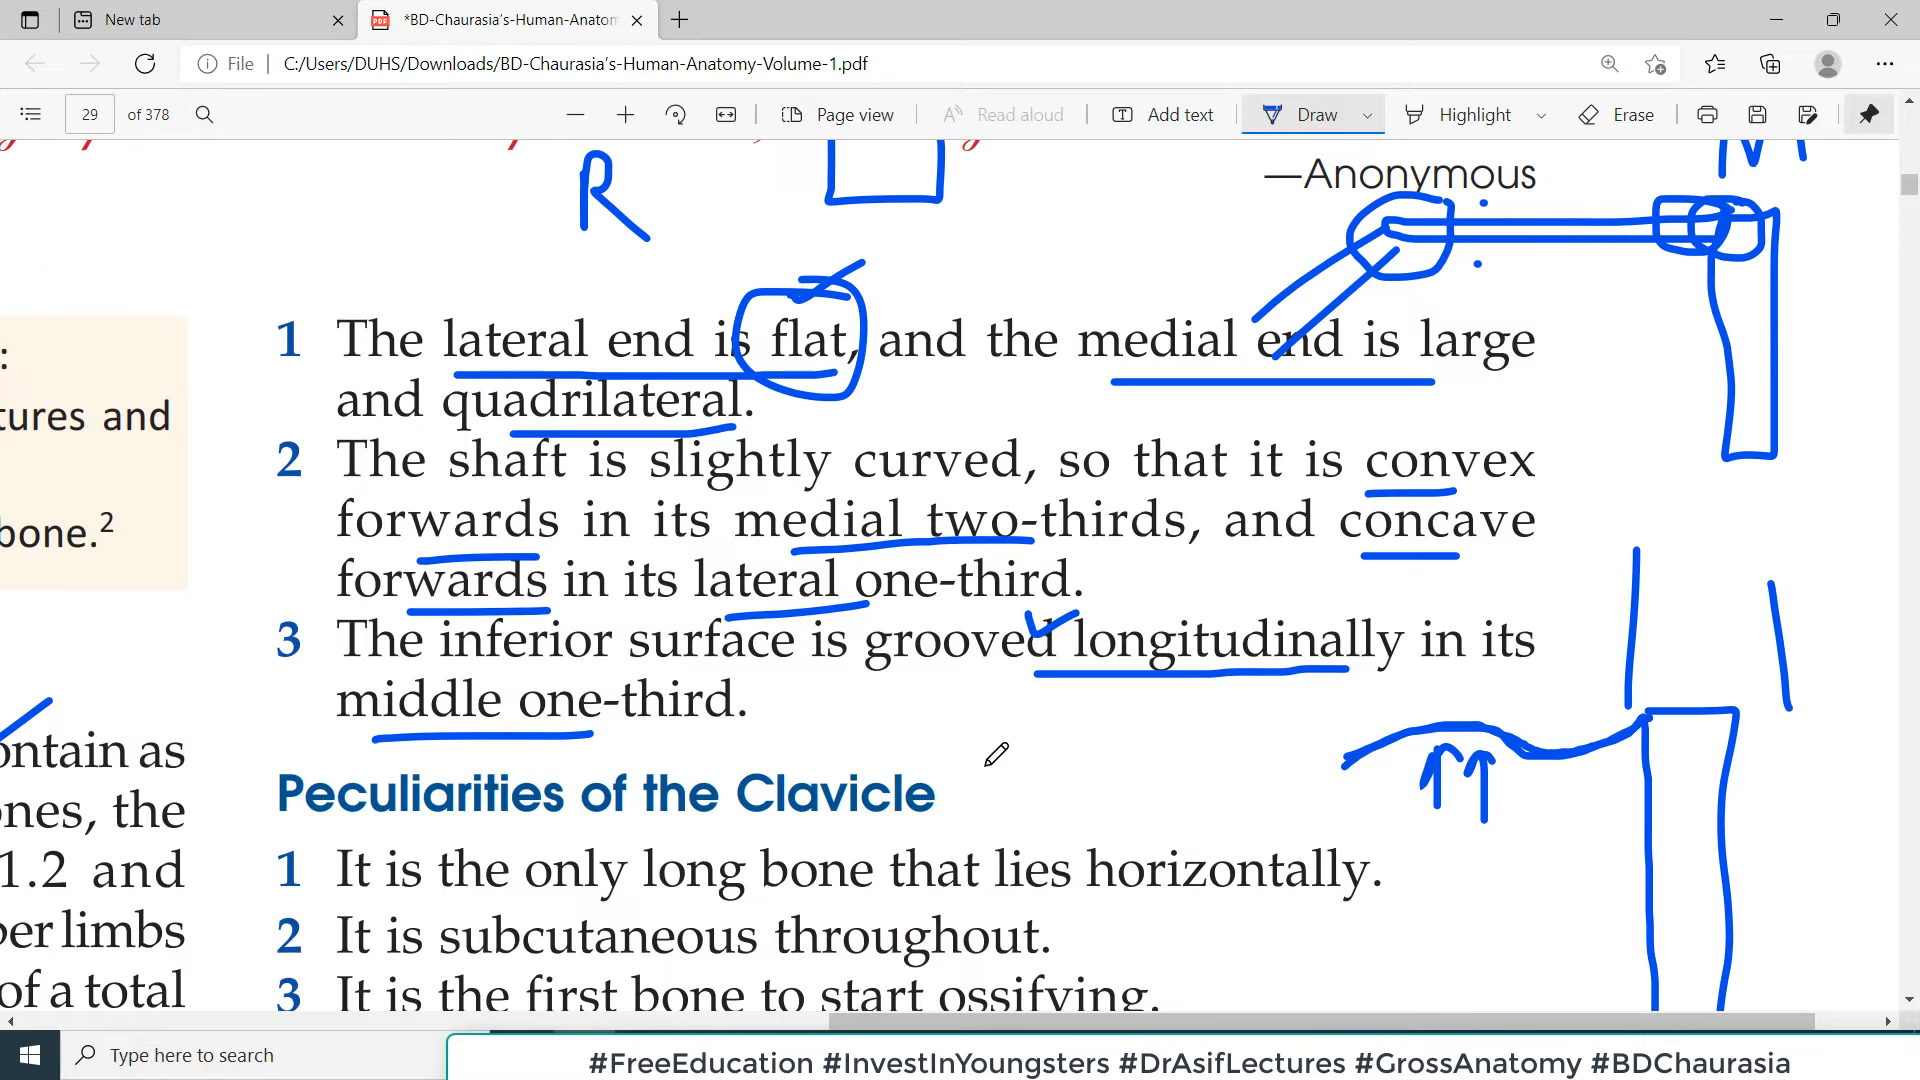 New tab
*BD-Chaurasia's-Human-Anatom
File
C:/Users/DUHS/Downloads/BD-Chaurasia's-Human-Anatomy-Volume-1.pdf
29 of 378
Page view
Read aloud
Add text
Draw
Highlight
Erase
R
—Anonymous
1 The lateral end is flat, and the medial end is large
and quadrilateral.
2 The shaft is slightly curved, so that it is convex
forwards in its medial two-thirds, and concave
forwards in its lateral one-third.
3 The inferior surface is grooved longitudinally in its
middle one-third.
Peculiarities of the Clavicle
1 It is the only long bone that lies horizontally.
2 It is subcutaneous throughout.
3 It is the first bone to start ossifying.
:
tures and
bone.²
ontain as
ones, the
1.2 and
per limbs
of a total
Type here to search
#FreeEducation #InvestInYoungsters #DrAsifLectures #GrossAnatomy #BDChaurasia